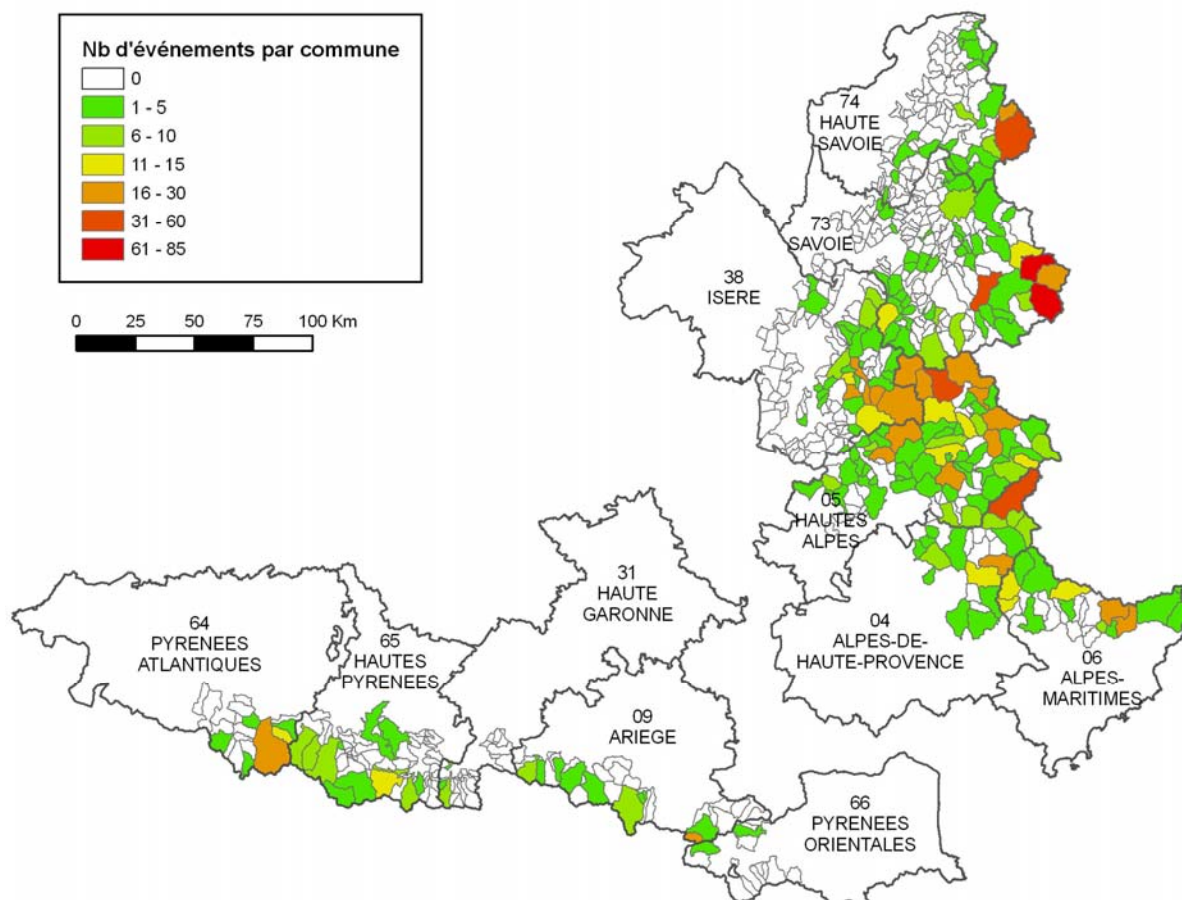 Nb d'événements par commune
0
1 - 5
6 - 10
11 - 15
16 - 30
31 - 60
61 - 85
0 25 50 75 100 Km
74
HAUTE
SAVOIE
73
SAVOIE
38
ISERE
05
HAUTES
ALPES
31
HAUTE
GARONNE
64
PYRENEES
ATLANTIQUES
65
HAUTES
PYRENEES
04
ALPES-DE-
HAUTE-PROVENCE
06
ALPES-
MARITIMES
09
ARIEGE
66
PYRENEES
ORIENTALES